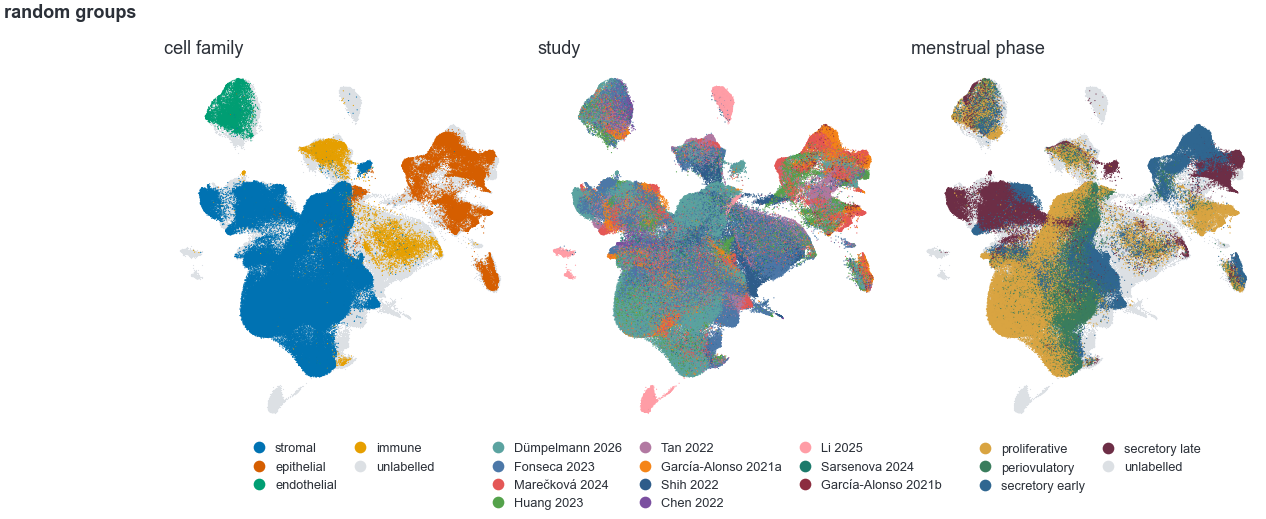 random groups
cell family
study
menstrual phase
stromal
epithelial
endothelial
immune
unlabelled
Dümpelmann 2026
Fonseca 2023
Marečková 2024
Huang 2023
Tan 2022
García-Alonso 2021a
Shih 2022
Chen 2022
Li 2025
Sarsenova 2024
García-Alonso 2021b
proliferative
periovulatory
secretory early
secretory late
unlabelled